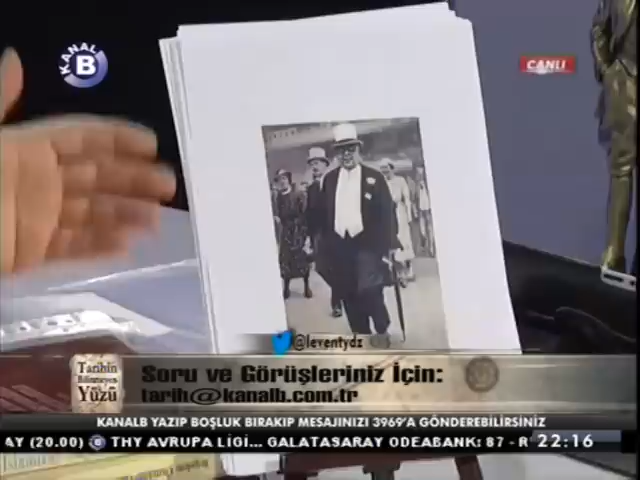 KANAL B
CANLI
@leventydz
Tarihin
Bilinmeyen
Yüzü
Soru ve Görüşleriniz İçin:
tarih@kanalb.com.tr
KANALB YAZIP BOŞLUK BIRAKIP MESAJINIZI 3969'A GÖNDEREBİLİRSİNİZ
AY (20.00) B THY AVRUPA LİGİ... GALATASARAY ODEABANK: 87 - R 22:16